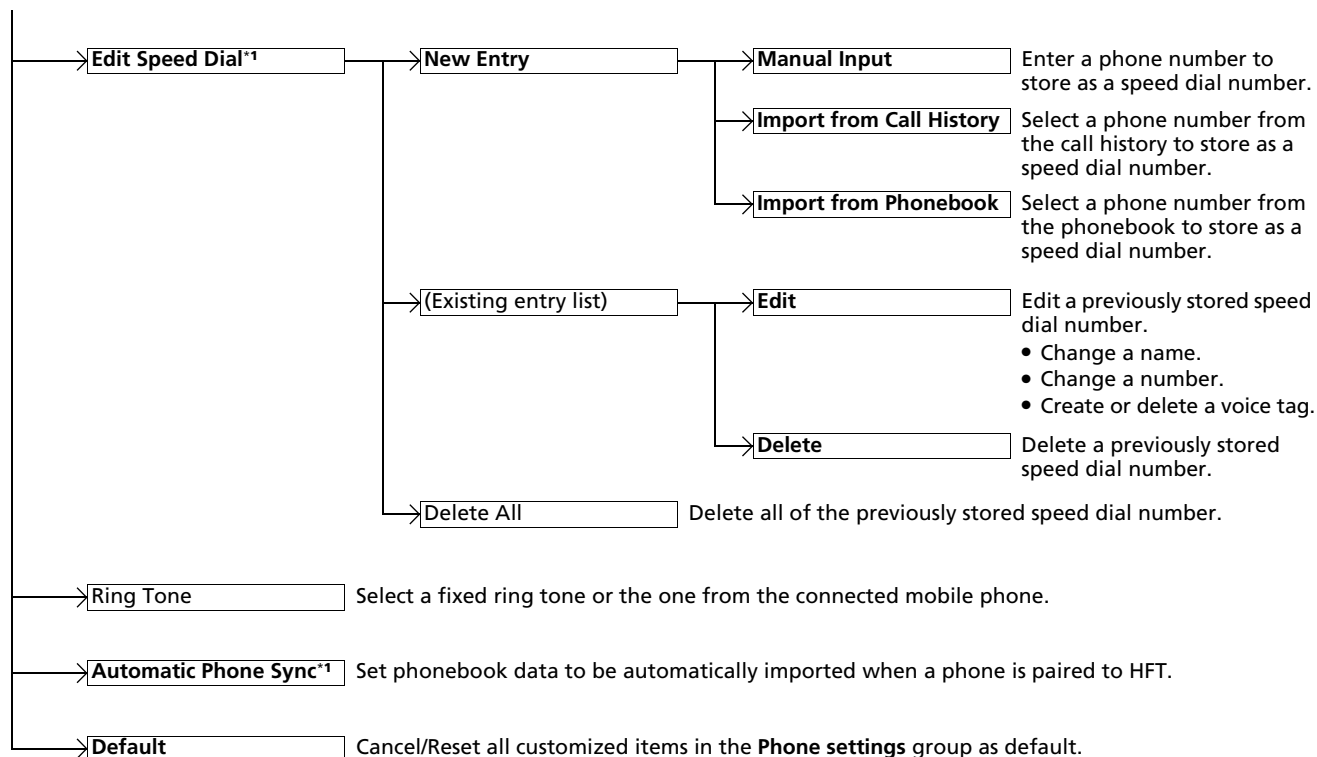 Edit Speed Dial*1
New Entry
Manual Input
Enter a phone number to
store as a speed dial number.
Import from Call History
Select a phone number from
the call history to store as a
speed dial number.
Import from Phonebook
Select a phone number from
the phonebook to store as a
speed dial number.
(Existing entry list)
Edit
Edit a previously stored speed
dial number.
• Change a name.
• Change a number.
• Create or delete a voice tag.
Delete
Delete a previously stored
speed dial number.
Delete All
Delete all of the previously stored speed dial number.
Ring Tone
Select a fixed ring tone or the one from the connected mobile phone.
Automatic Phone Sync*1
Set phonebook data to be automatically imported when a phone is paired to HFT.
Default
Cancel/Reset all customized items in the Phone settings group as default.